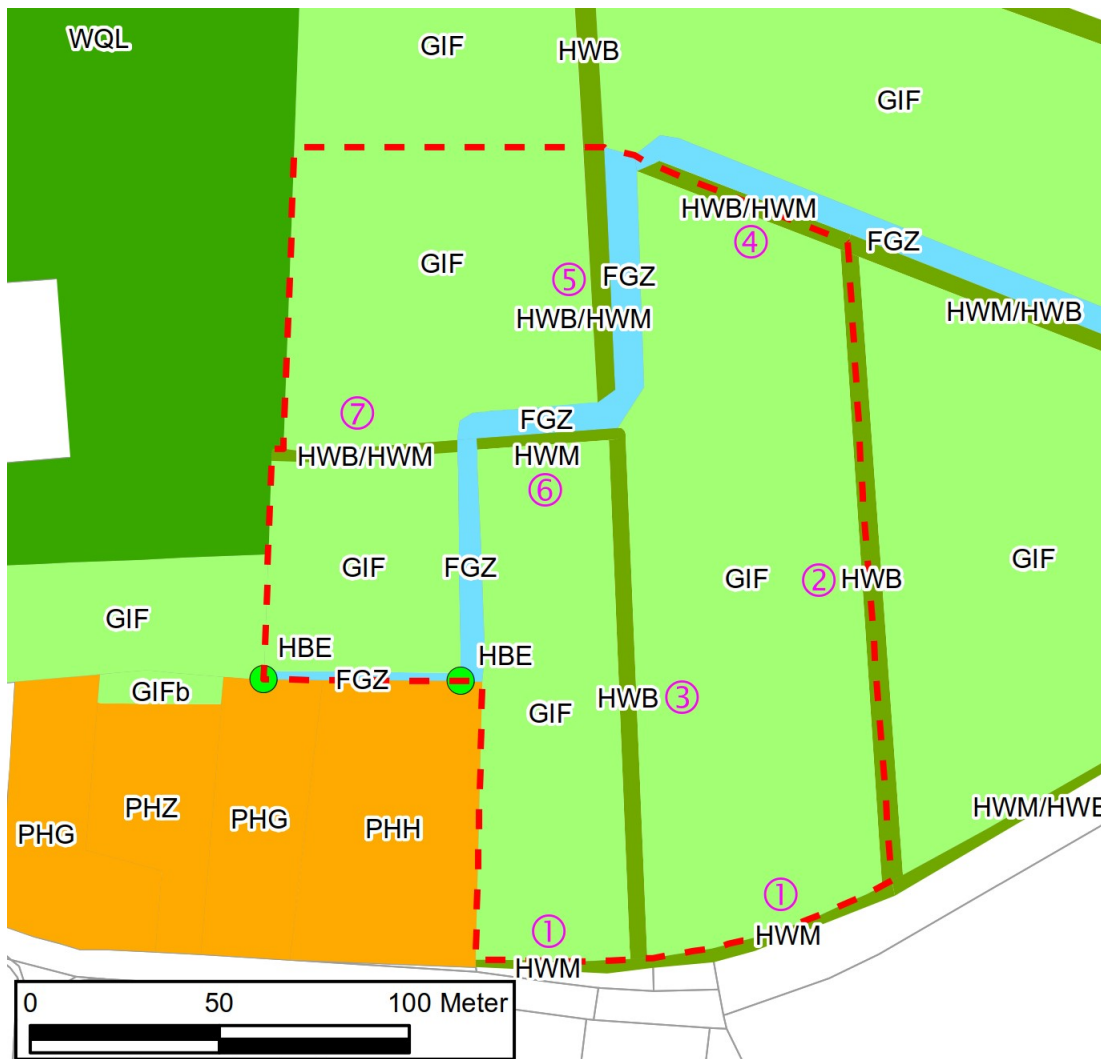 WQL
GIF
HWB
GIF
HWB/HWM
④
FGZ
GIF
⑤
FGZ
HWB/HWM
HWM/HWB
⑦
HWB/HWM
FGZ
HWM
⑥
GIF
FGZ
GIF
②
HWB
GIF
GIF
HBE
HBE
FGZ
GIFb
GIF
HWB
③
PHG
PHZ
PHG
PHH
HWM/HWB
①
HWM
①
HWM
0 50 100 Meter